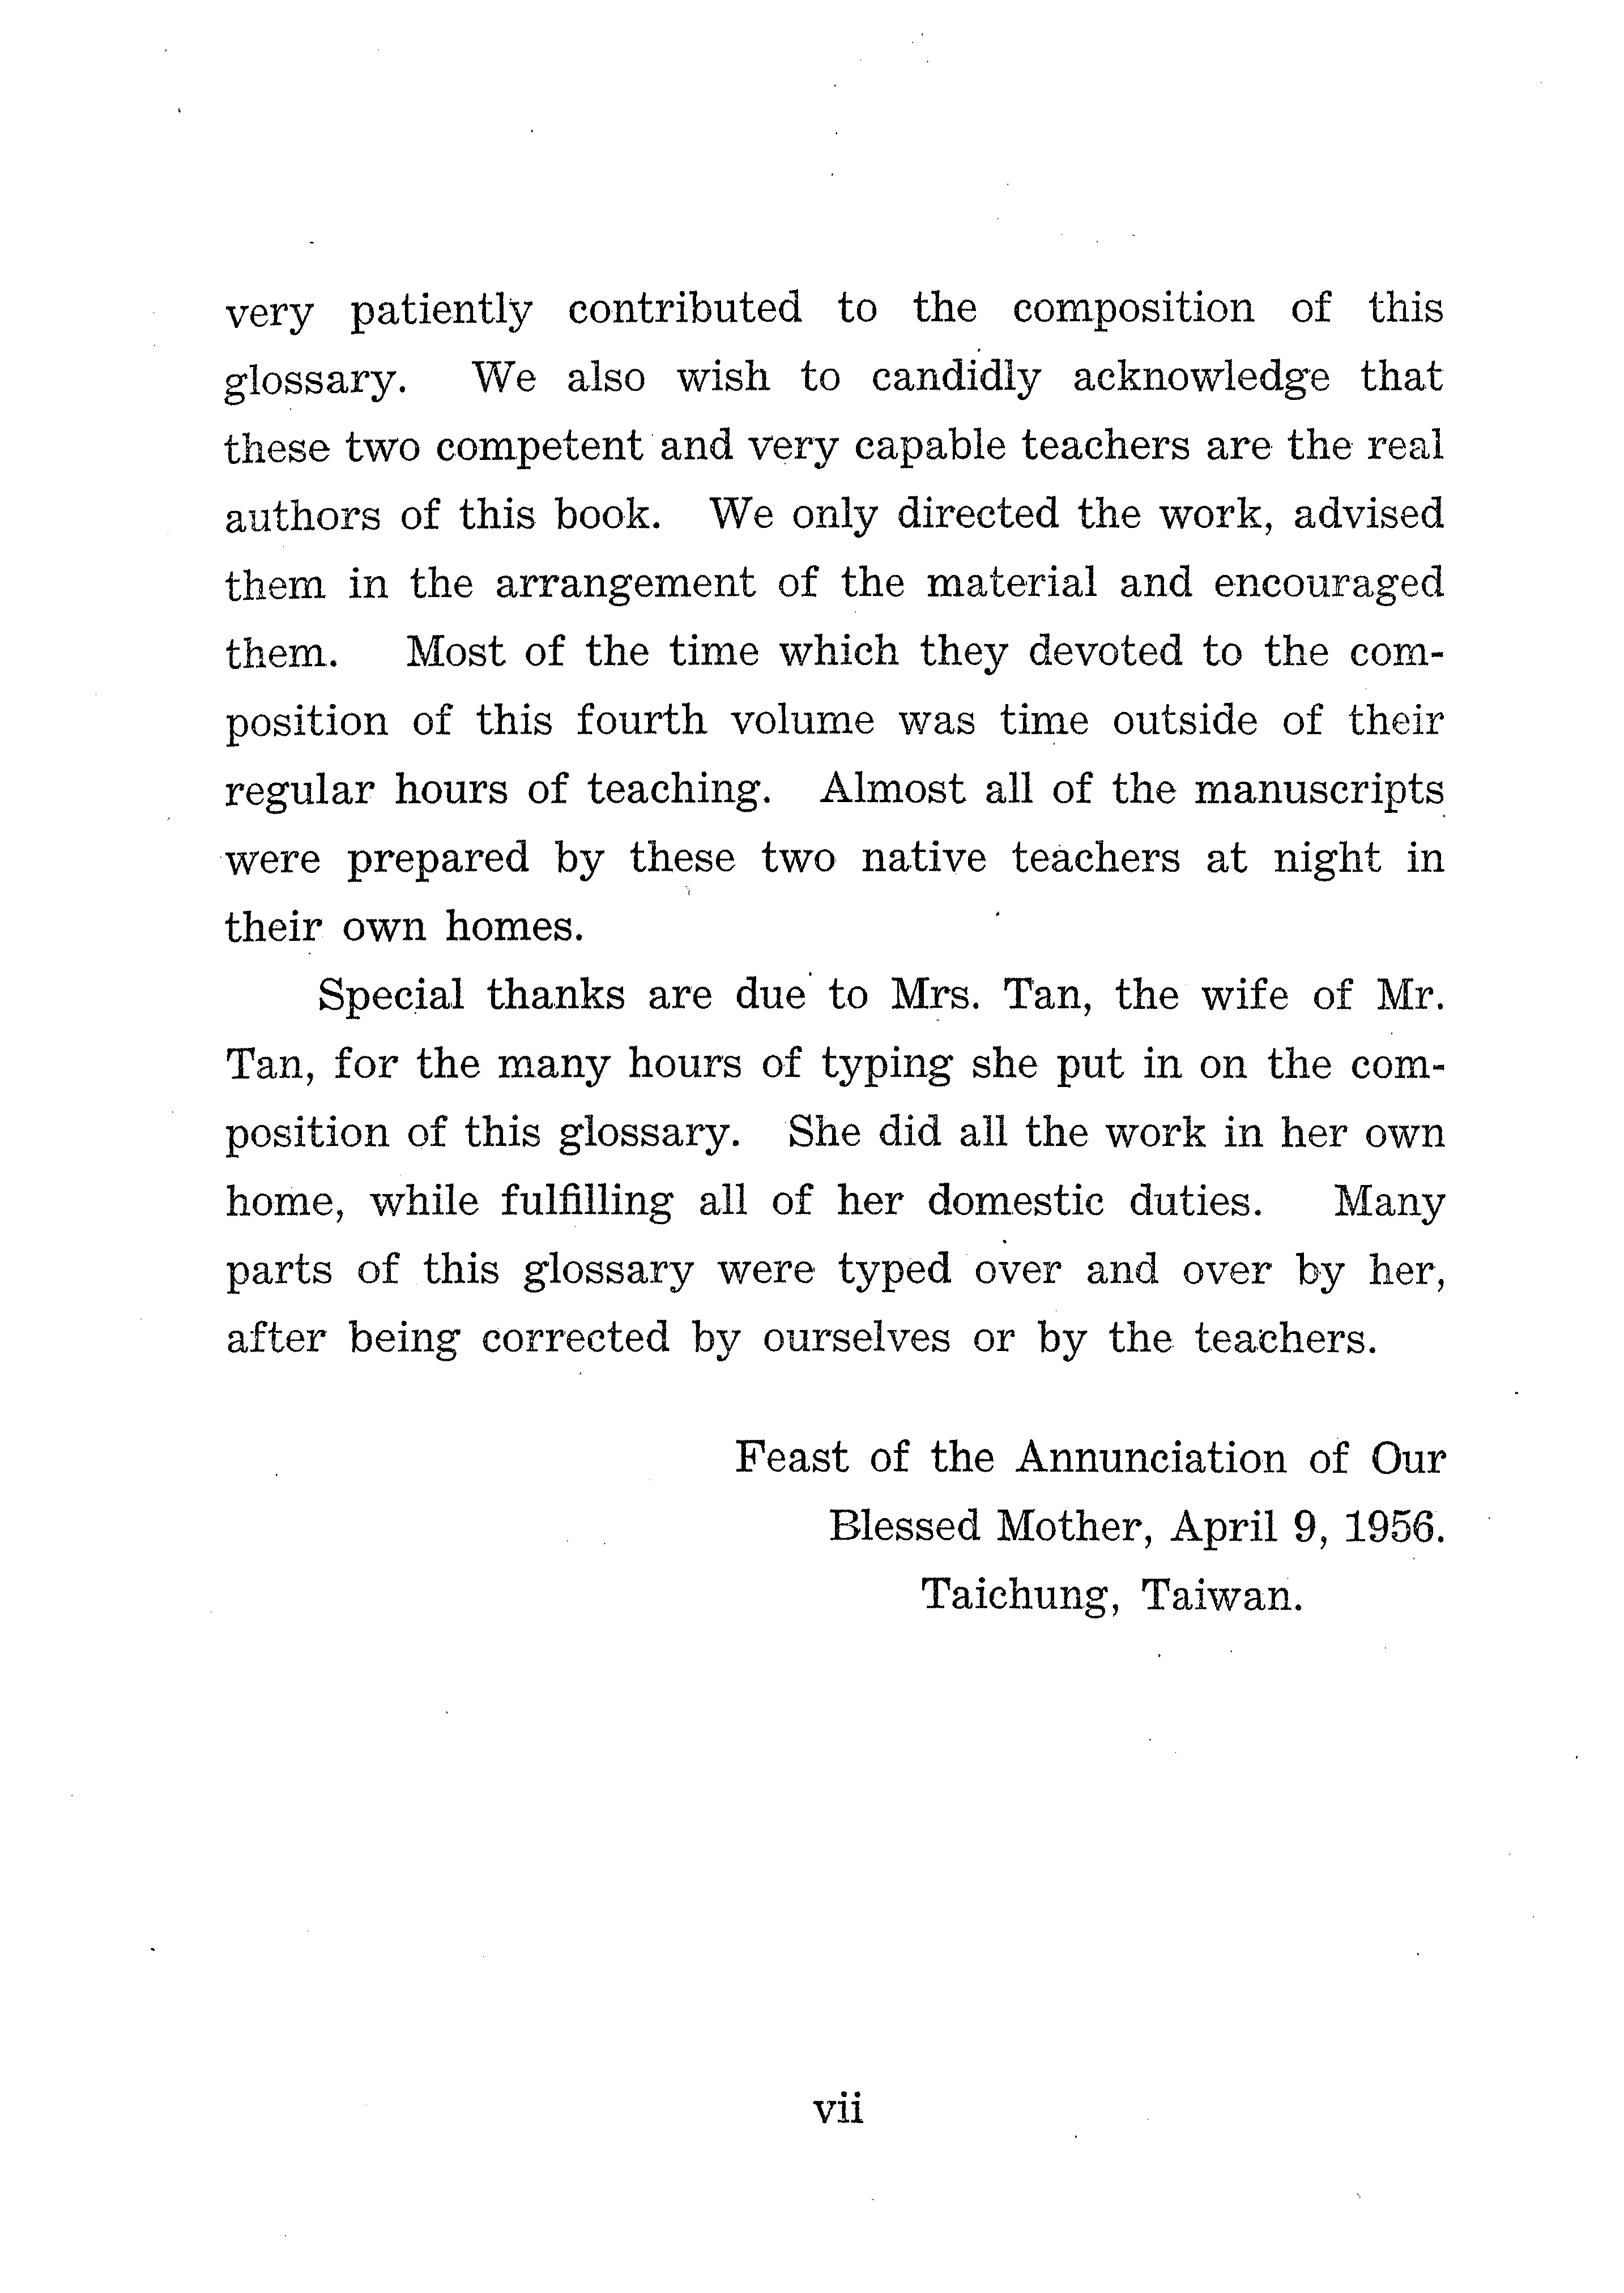 very patiently contributed to the composition of this
glossary. We also wish to candidly acknowledge that
these two competent and very capable teachers are the real
authors of this book. We only directed the work, advised
them in the arrangement of the material and encouraged
them. Most of the time which they devoted to the com-
position of this fourth volume was time outside of their
regular hours of teaching. Almost all of the manuscripts
were prepared by these two native teachers at night in
their own homes.
Special thanks are due to Mrs. Tan, the wife of Mr.
Tan, for the many hours of typing she put in on the com-
position of this glossary. She did all the work in her own
home, while fulfilling all of her domestic duties. Many
parts of this glossary were typed over and over by her,
after being corrected by ourselves or by the teachers.
Feast of the Annunciation of Our
Blessed Mother, April 9, 1956.
Taichung, Taiwan.
vii